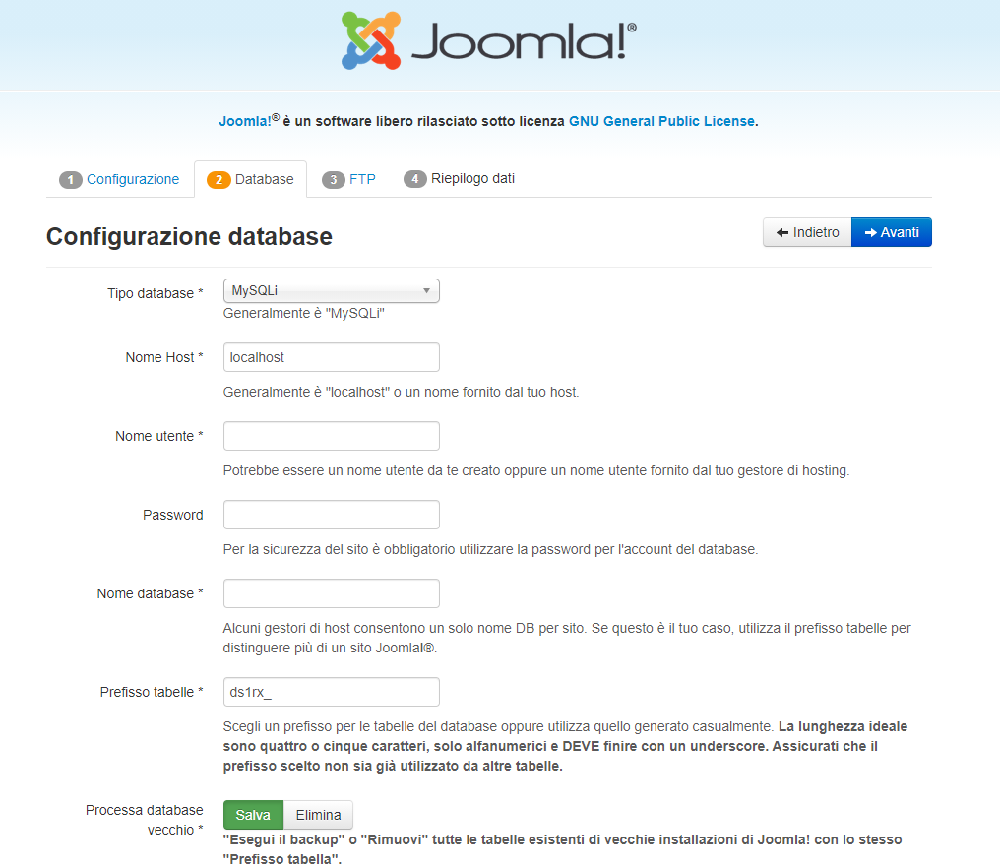 Joomla!®
Joomla!® è un software libero rilasciato sotto licenza GNU General Public License.
1 Configurazione 2 Database 3 FTP 4 Riepilogo dati
Configurazione database
Indietro Avanti
Tipo database * MySQLi
Generalmente è "MySQLi"
Nome Host * localhost
Generalmente è "localhost" o un nome fornito dal tuo host.
Nome utente *
Potrebbe essere un nome utente da te creato oppure un nome utente fornito dal tuo gestore di hosting.
Password
Per la sicurezza del sito è obbligatorio utilizzare la password per l'account del database.
Nome database *
Alcuni gestori di host consentono un solo nome DB per sito. Se questo è il tuo caso, utilizza il prefisso tabelle per
distinguere più di un sito Joomla!®.
Prefisso tabelle * ds1rx_
Scegli un prefisso per le tabelle del database oppure utilizza quello generato casualmente. La lunghezza ideale
sono quattro o cinque caratteri, solo alfanumerici e DEVE finire con un underscore. Assicurati che il
prefisso scelto non sia già utilizzato da altre tabelle.
Processa database
vecchio *
Salva Elimina
"Esegui il backup" o "Rimuovi" tutte le tabelle esistenti di vecchie installazioni di Joomla! con lo stesso
"Prefisso tabella".